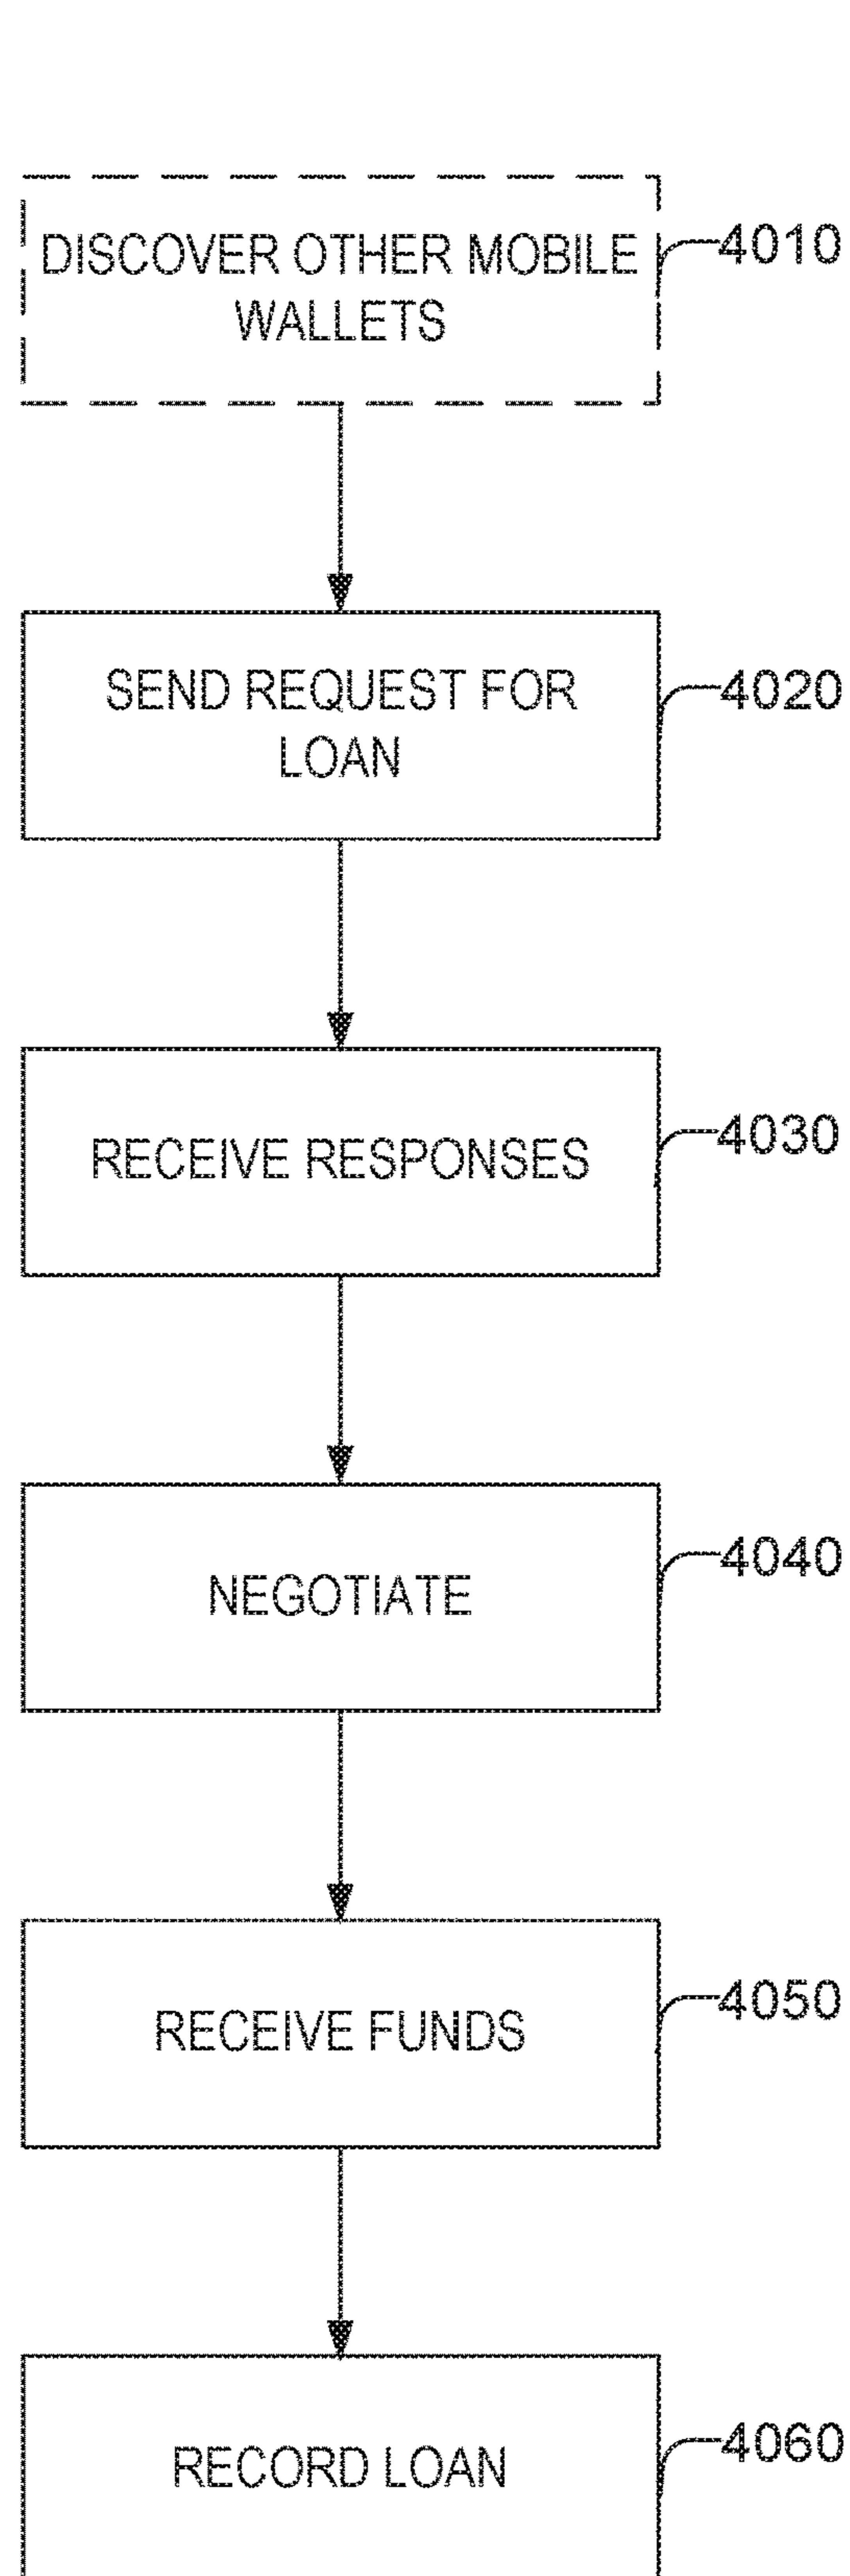 DISCOVER OTHER MOBILE
WALLETS
4010
SEND REQUEST FOR
LOAN
4020
RECEIVE RESPONSES
4030
NEGOTIATE
4040
RECEIVE FUNDS
4050
RECORD LOAN
4060